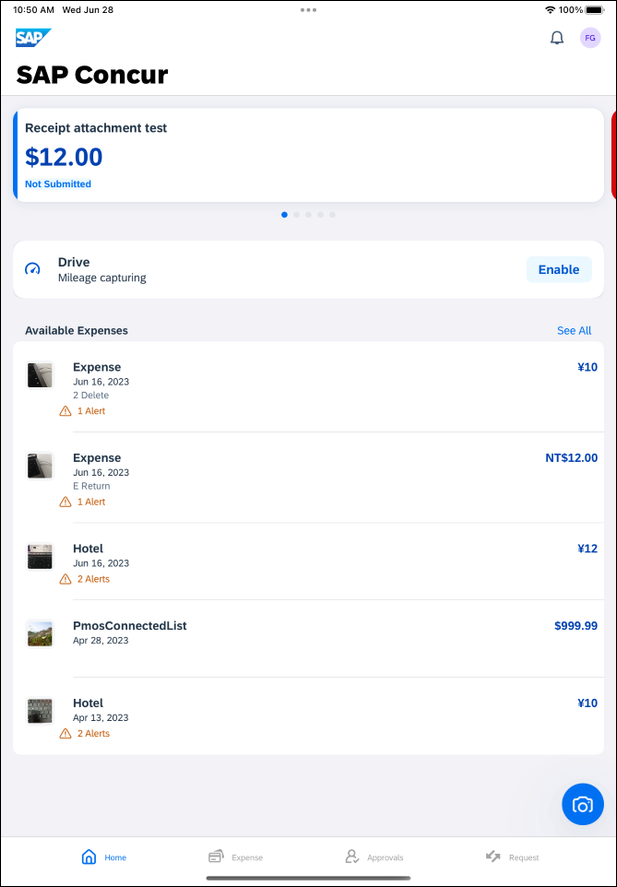 10:50 AM Wed Jun 28
100%
SAP
FG
SAP Concur
Receipt attachment test
$12.00
Not Submitted
Drive
Mileage capturing
Enable
Available Expenses
See All
Expense
¥10
Jun 16, 2023
2 Delete
1 Alert
Expense
NT$12.00
Jun 16, 2023
E Return
1 Alert
Hotel
¥12
Jun 16, 2023
2 Alerts
PmosConnectedList
$999.99
Apr 28, 2023
Hotel
¥10
Apr 13, 2023
2 Alerts
Home
Expense
Approvals
Request